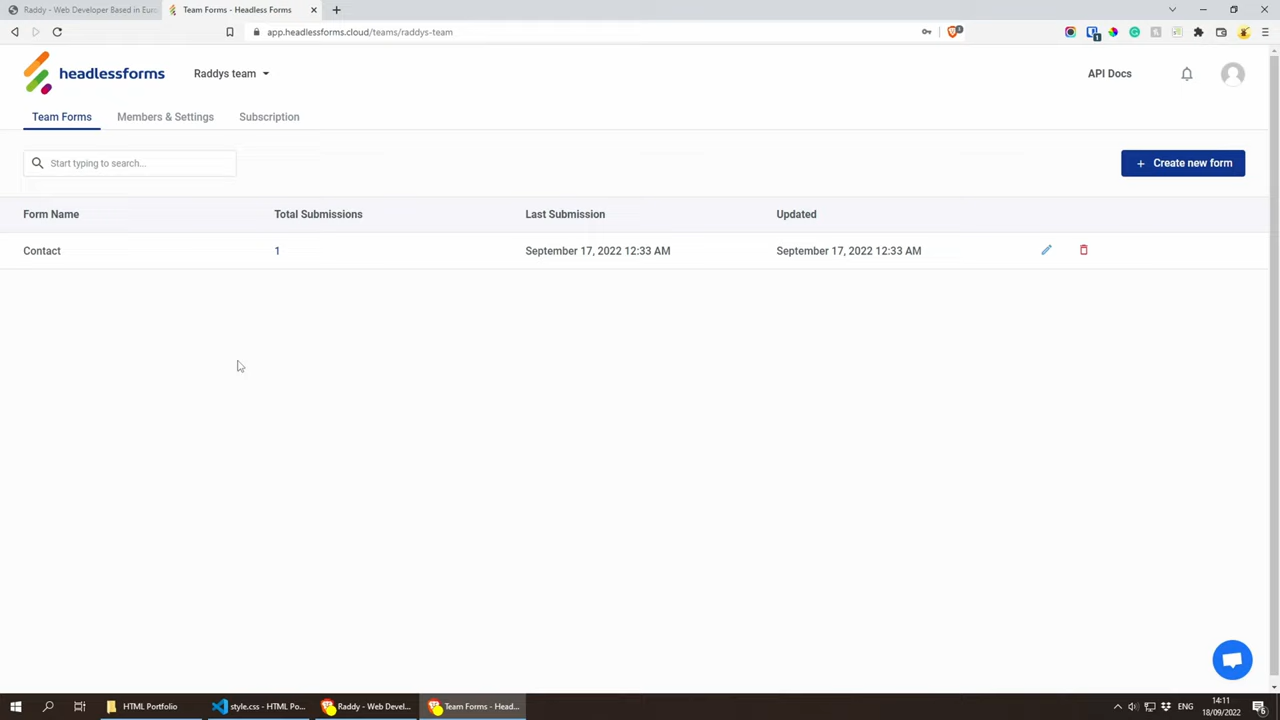 Raddy - Web Developer Based in Eur
Team Forms - Headless Forms
app.headlessforms.cloud/teams/raddys-team
headlessforms
Raddys team
API Docs
Team Forms
Members & Settings
Subscription
Start typing to search...
+ Create new form
Form Name
Total Submissions
Last Submission
Updated
Contact
1
September 17, 2022 12:33 AM
September 17, 2022 12:33 AM
HTML Portfolio
style.css - HTML Po...
Raddy - Web Devel...
Team Forms - Head...
ENG
14:11
18/09/2022